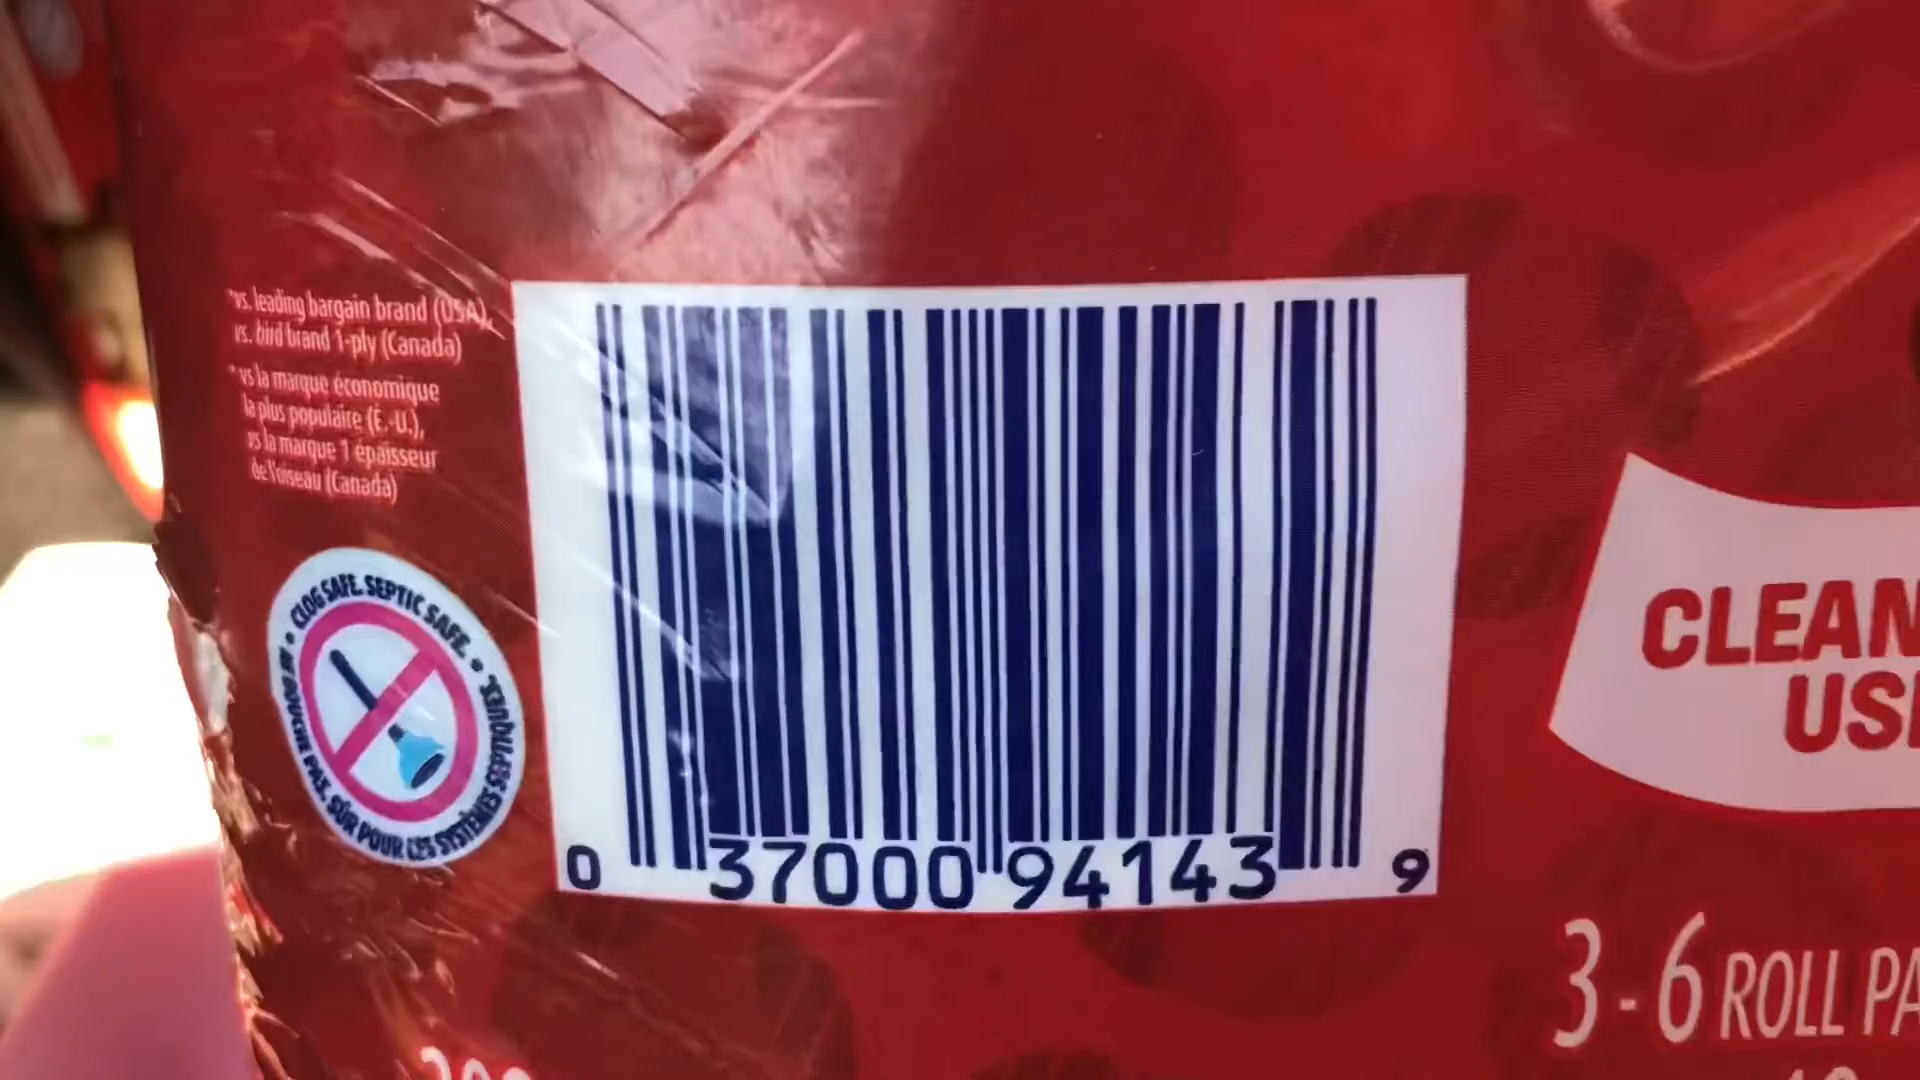 *vs. leading bargain brand (USA),
vs. bird brand 1-ply (Canada)
*vs la marque économique
la plus populaire (É.-U.),
vs la marque 1 épaisseur
de l'oiseau (Canada)
• CLOG SAFE. SEPTIC SAFE. •
NE BOUCHE PAS. SÛR POUR LES SYSTÈMES SEPTIQUES.
0 37000 94143 9
CLEAN
3-6 ROLL